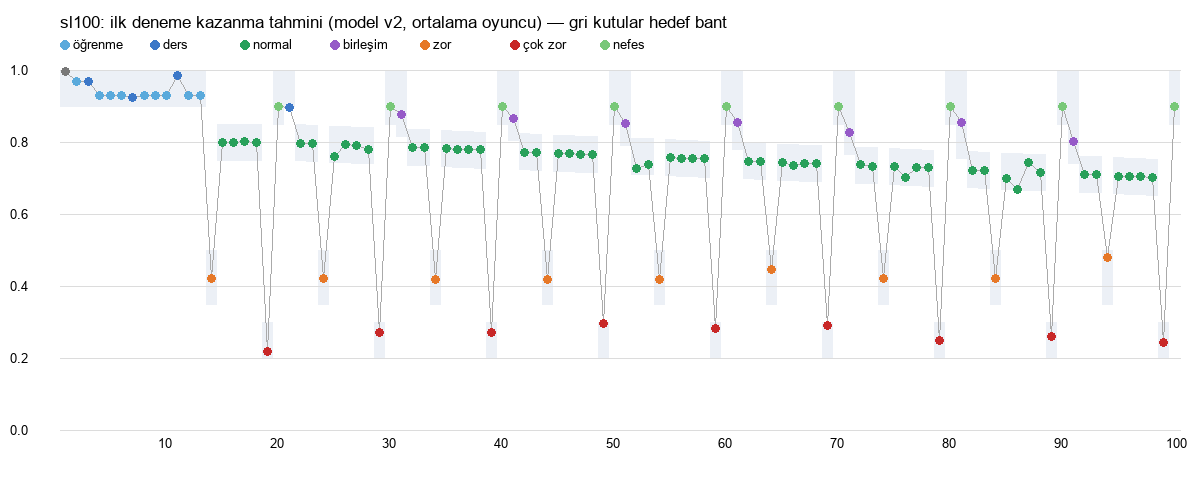 sl100: ilk deneme kazanma tahmini (model v2, ortalama oyuncu) — gri kutular hedef bant
öğrenme ders normal birleşim zor çok zor nefes
1.0
0.8
0.6
0.4
0.2
0.0
10 20 30 40 50 60 70 80 90 100